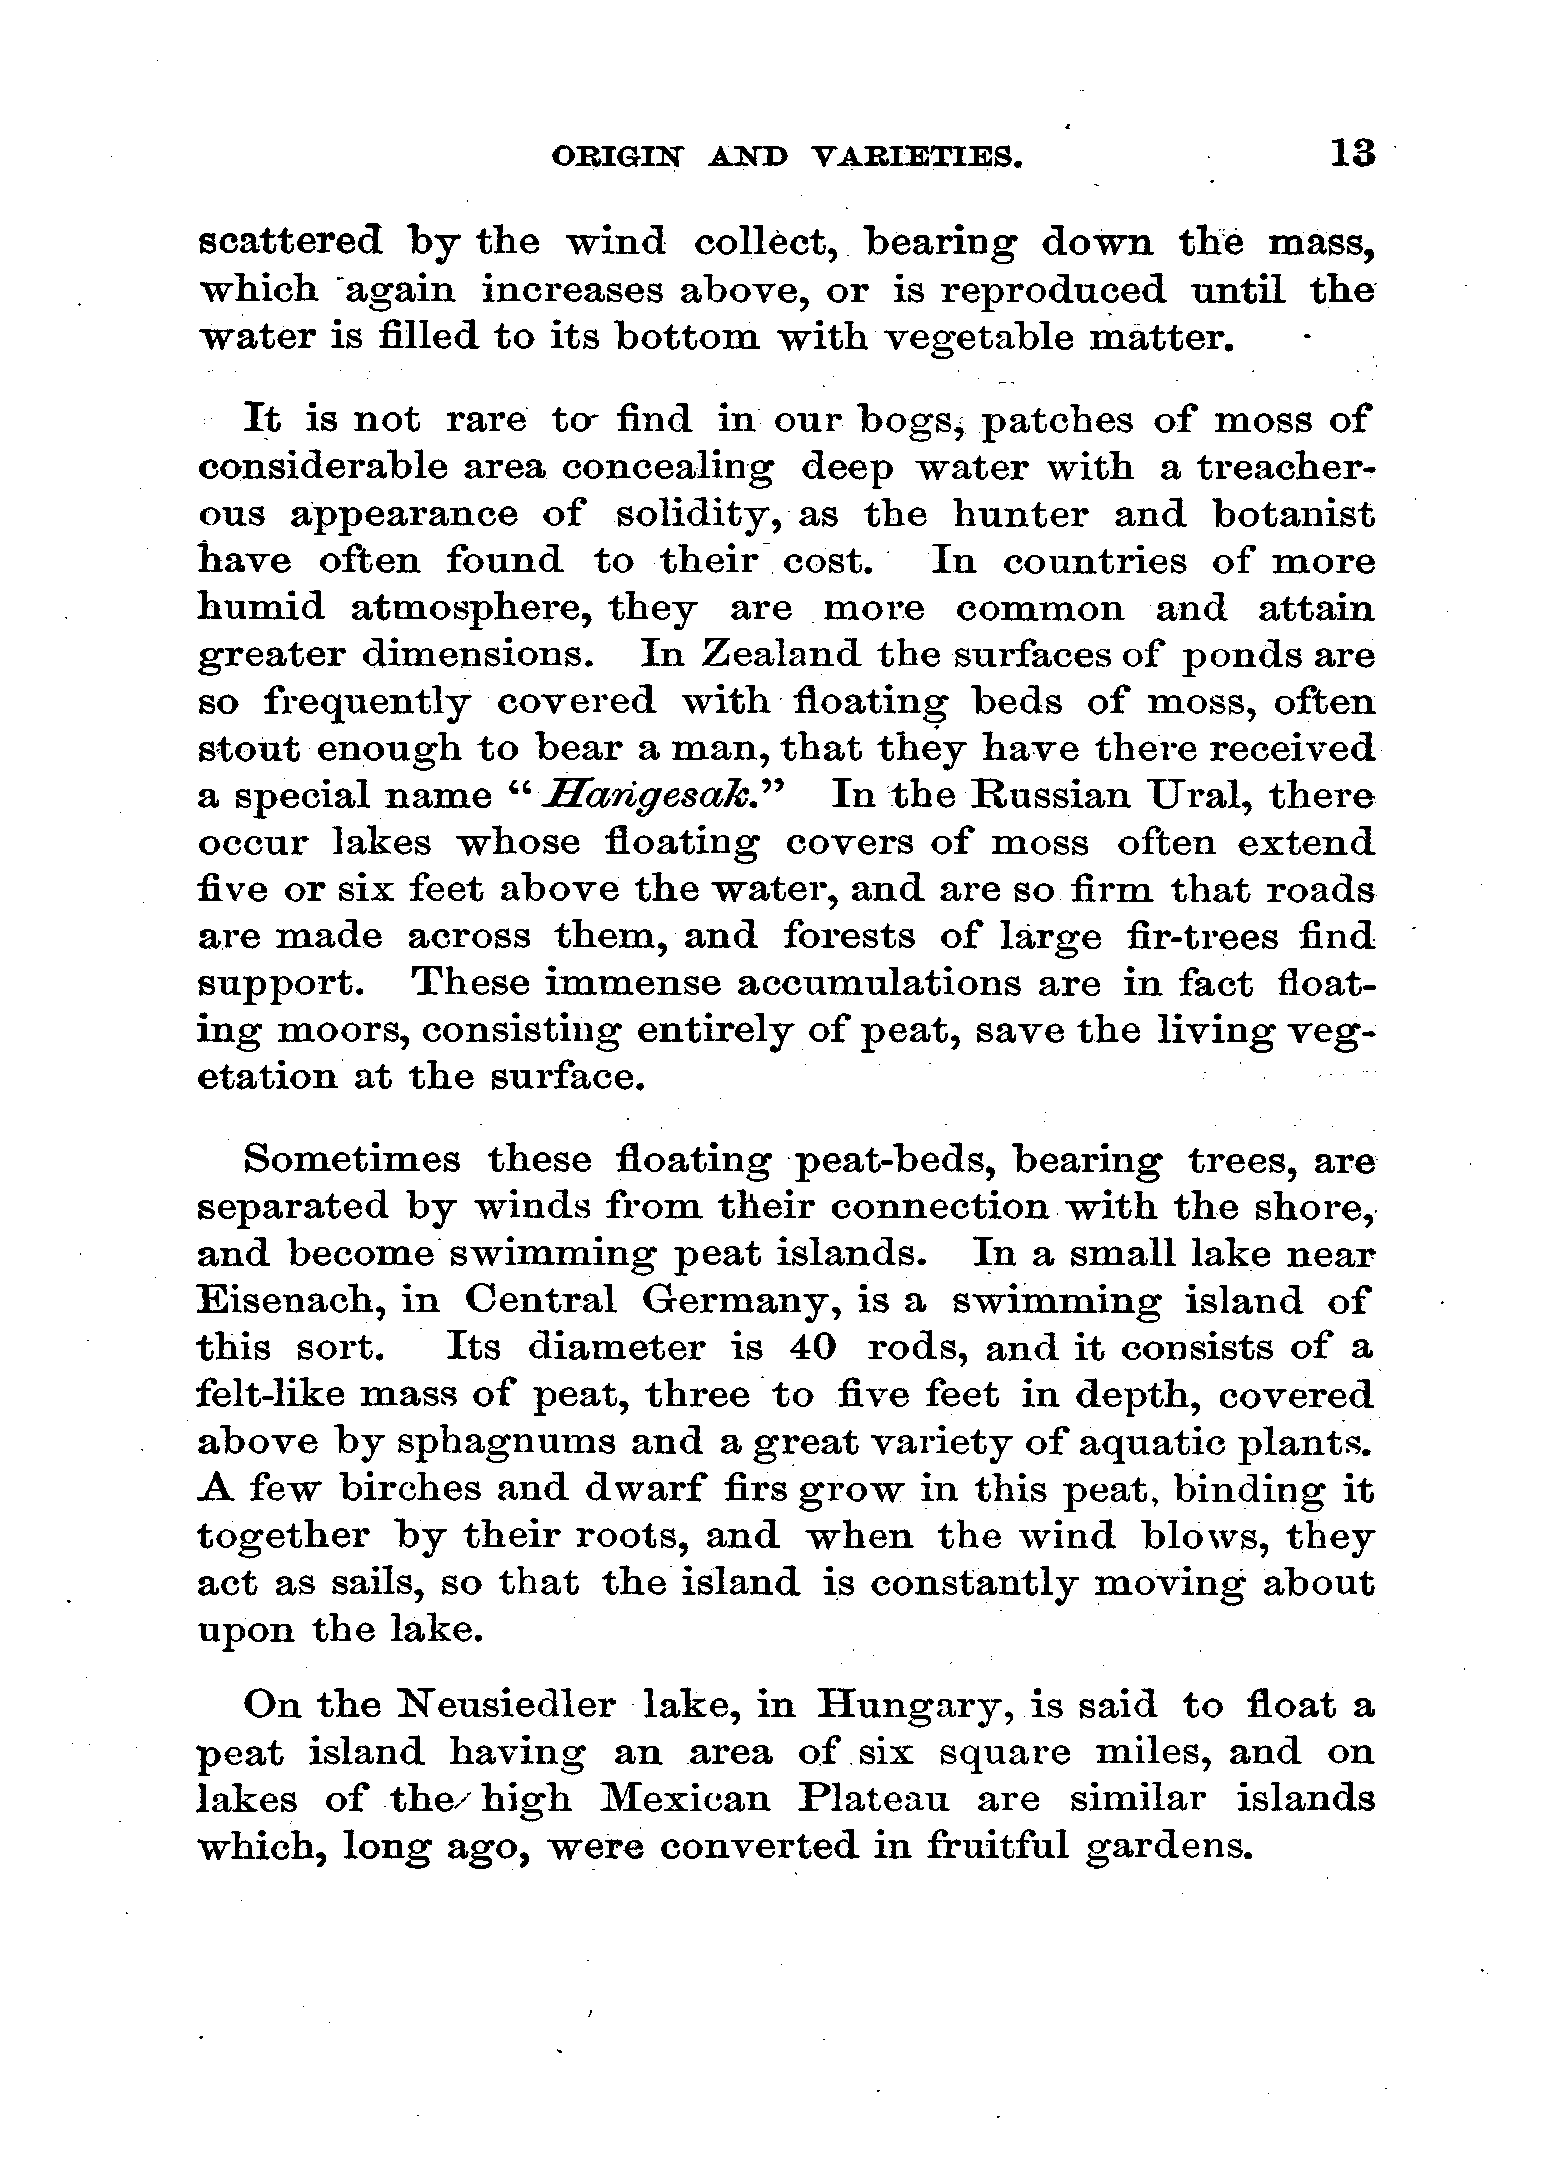 ORIGIN AND VARIETIES. 13
scattered by the wind collect, bearing down the mass,
which again increases above, or is reproduced until the
water is filled to its bottom with vegetable matter.
It is not rare to find in our bogs, patches of moss of
considerable area concealing deep water with a treacher-
ous appearance of solidity, as the hunter and botanist
have often found to their cost. In countries of more
humid atmosphere, they are more common and attain
greater dimensions. In Zealand the surfaces of ponds are
so frequently covered with floating beds of moss, often
stout enough to bear a man, that they have there received
a special name "Hangesak." In the Russian Ural, there
occur lakes whose floating covers of moss often extend
five or six feet above the water, and are so firm that roads
are made across them, and forests of large fir-trees find
support. These immense accumulations are in fact float-
ing moors, consisting entirely of peat, save the living veg-
etation at the surface.
Sometimes these floating peat-beds, bearing trees, are
separated by winds from their connection with the shore,
and become swimming peat islands. In a small lake near
Eisenach, in Central Germany, is a swimming island of
this sort. Its diameter is 40 rods, and it consists of a
felt-like mass of peat, three to five feet in depth, covered
above by sphagnums and a great variety of aquatic plants.
A few birches and dwarf firs grow in this peat, binding it
together by their roots, and when the wind blows, they
act as sails, so that the island is constantly moving about
upon the lake.
On the Neusiedler lake, in Hungary, is said to float a
peat island having an area of six square miles, and on
lakes of the high Mexican Plateau are similar islands
which, long ago, were converted in fruitful gardens.